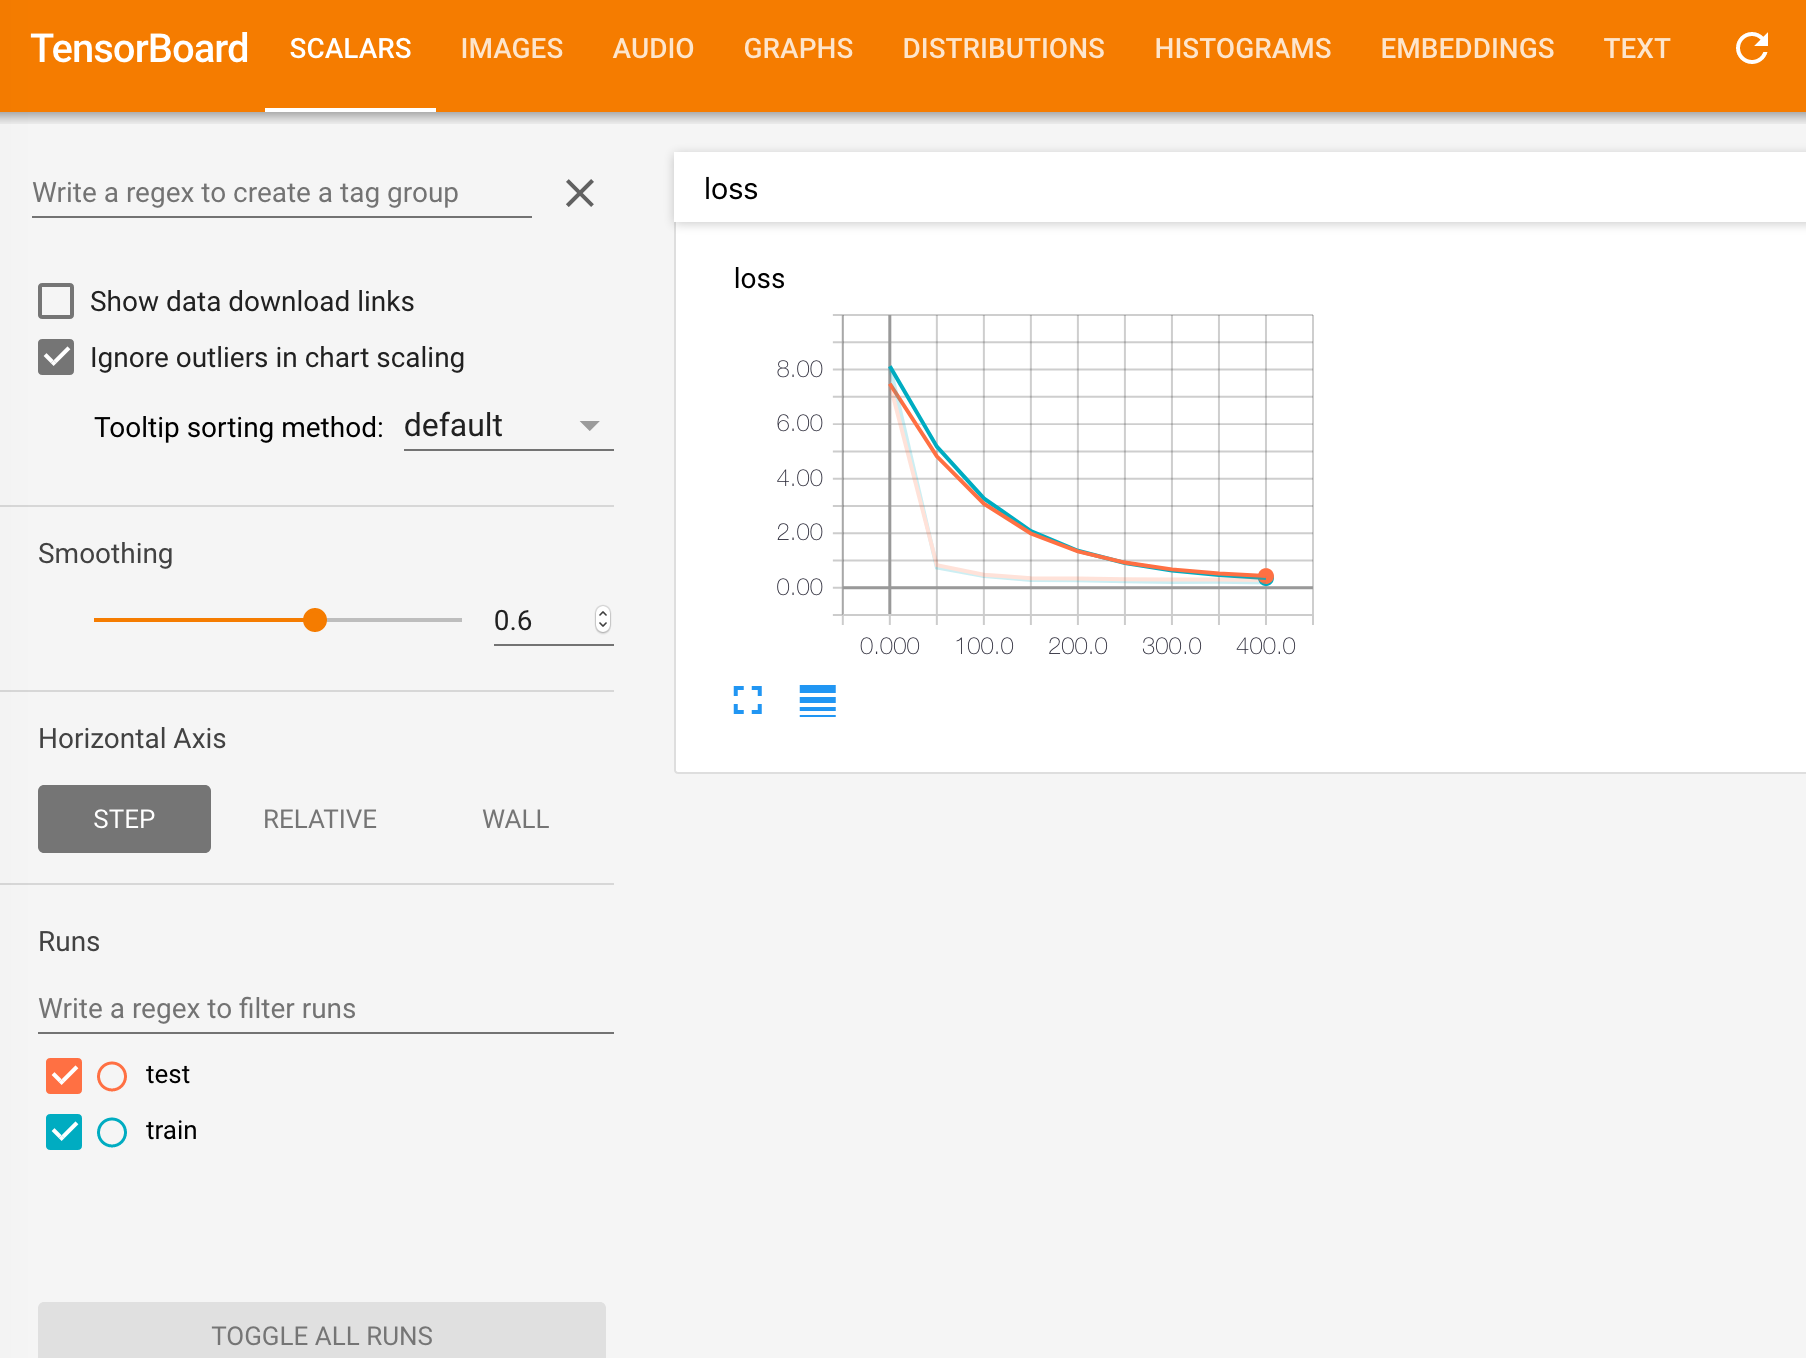 TensorBoard SCALARS IMAGES AUDIO GRAPHS DISTRIBUTIONS HISTOGRAMS EMBEDDINGS TEXT
Write a regex to create a tag group
Show data download links
Ignore outliers in chart scaling
Tooltip sorting method: default
Smoothing
0.6
Horizontal Axis
STEP RELATIVE WALL
Runs
Write a regex to filter runs
test
train
TOGGLE ALL RUNS
loss
loss
8.00
6.00
4.00
2.00
0.00
0.000 100.0 200.0 300.0 400.0